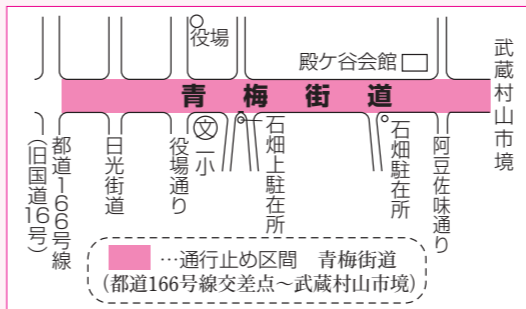 役場
殿ケ谷会館
武蔵村山市境
青梅街道
都道166号線
(旧国道16号)
日光街道
役場通り
文
一小
石畑上駐在所
石畑駐在所
阿豆佐味通り
…通行止め区間 青梅街道
(都道166号線交差点~武蔵村山市境)